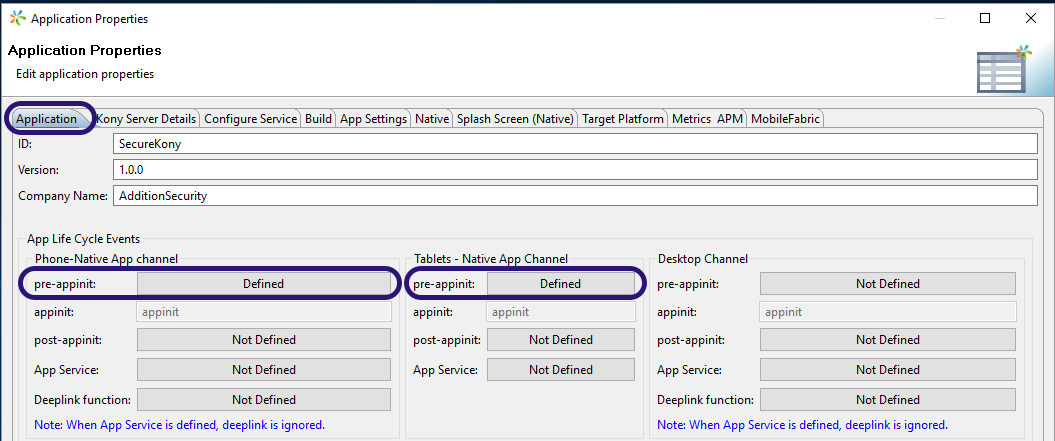 Application Properties
Application Properties
Edit application properties
Application Kony Server Details Configure Service Build App Settings Native Splash Screen (Native) Target Platform Metrics APM MobileFabric
ID: SecureKony
Version: 1.0.0
Company Name: AdditionSecurity
App Life Cycle Events
Phone-Native App channel Tablets - Native App Channel Desktop Channel
pre-appinit: Defined pre-appinit: Defined pre-appinit: Not Defined
appinit: appinit appinit: appinit appinit: appinit
post-appinit: Not Defined post-appinit: Not Defined post-appinit: Not Defined
App Service: Not Defined App Service: Not Defined App Service: Not Defined
Deeplink function: Not Defined Deeplink function: Not Defined
Note: When App Service is defined, deeplink is ignored. Note: When App Service is defined, deeplink is ignored.